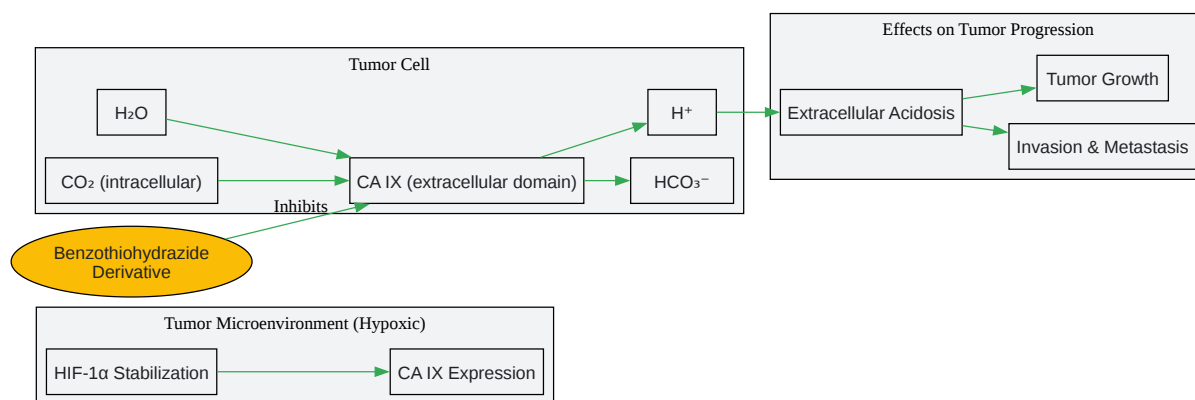 Effects on Tumor Progression
Tumor Cell
H₂O
H⁺
Extracellular Acidosis
Tumor Growth
Invasion & Metastasis
CO₂ (intracellular)
CA IX (extracellular domain)
HCO₃⁻
Inhibits
Benzothiohydrazide
Derivative
Tumor Microenvironment (Hypoxic)
HIF-1α Stabilization
CA IX Expression